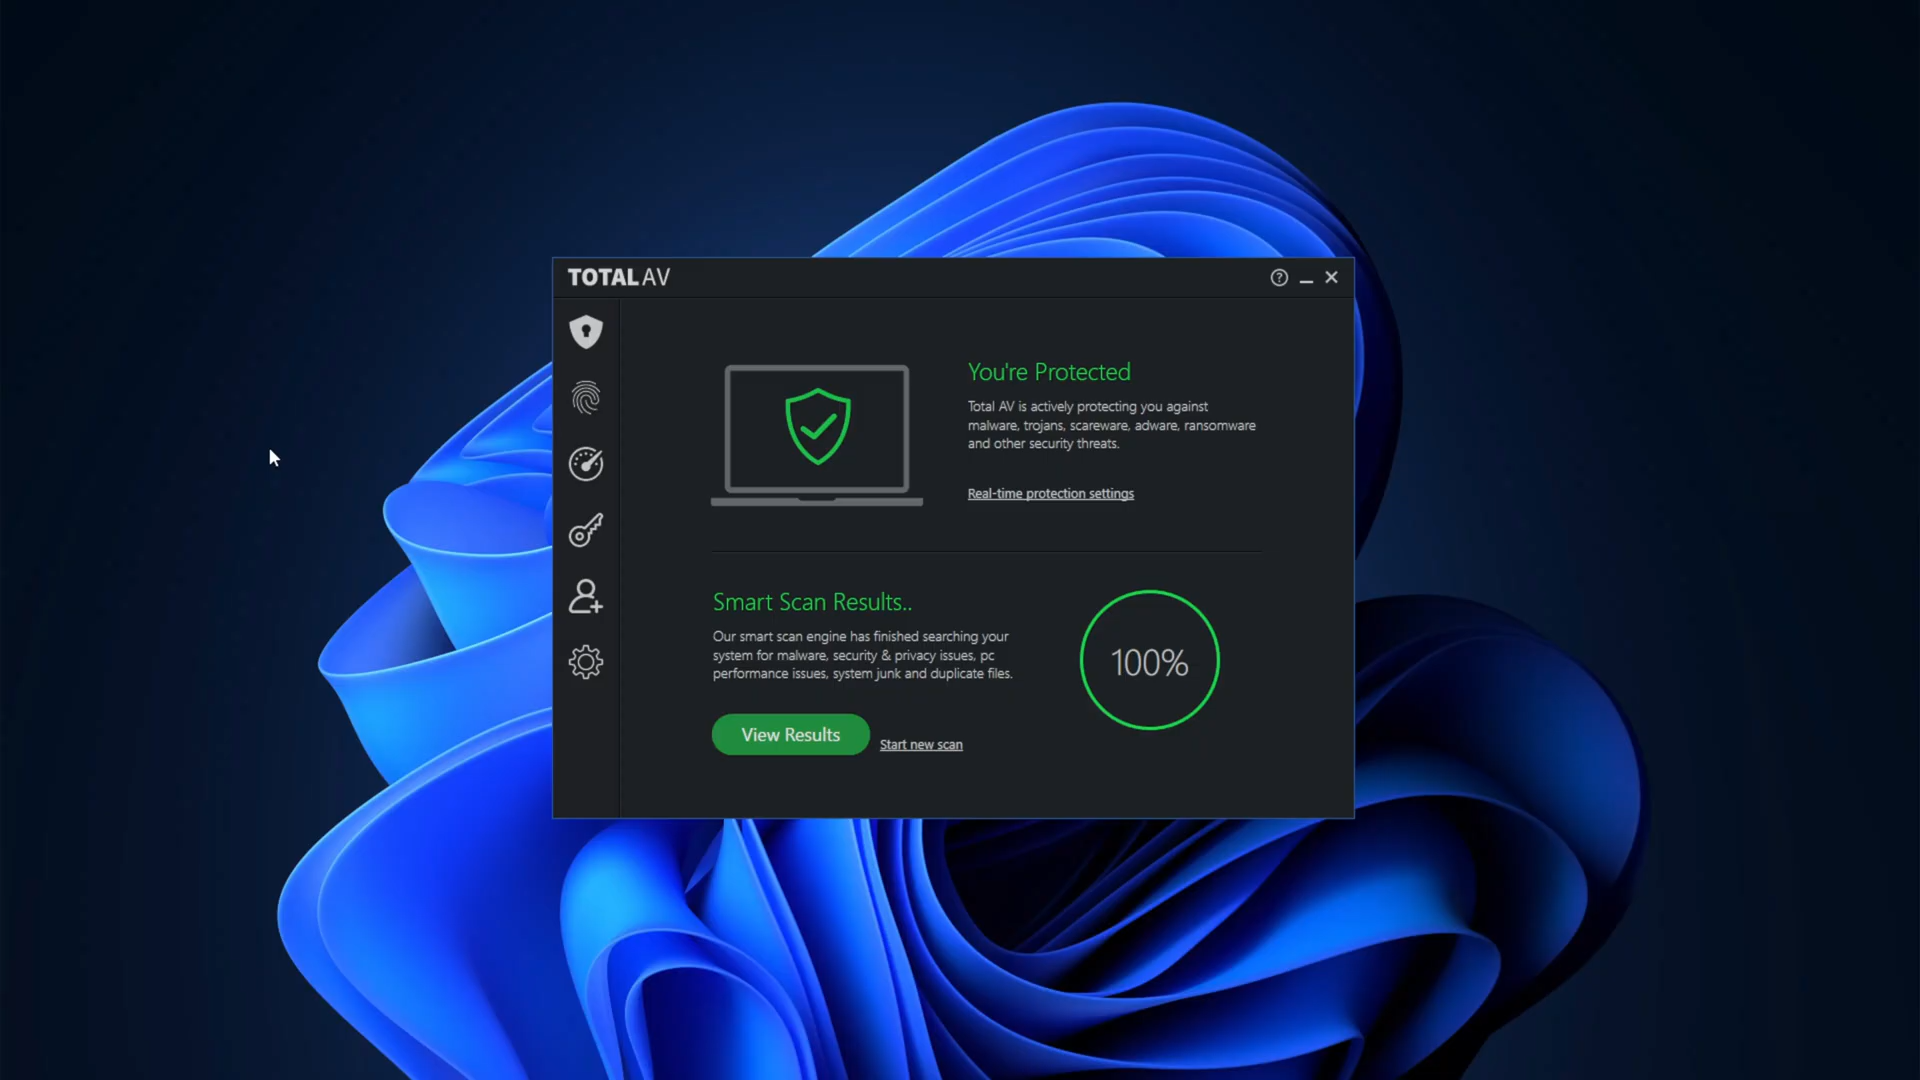 TOTALAV
You're Protected
Total AV is actively protecting you against
malware, trojans, scareware, adware, ransomware
and other security threats.
Real-time protection settings
Smart Scan Results..
Our smart scan engine has finished searching your
system for malware, security & privacy issues, pc
performance issues, system junk and duplicate files.
100%
View Results
Start new scan